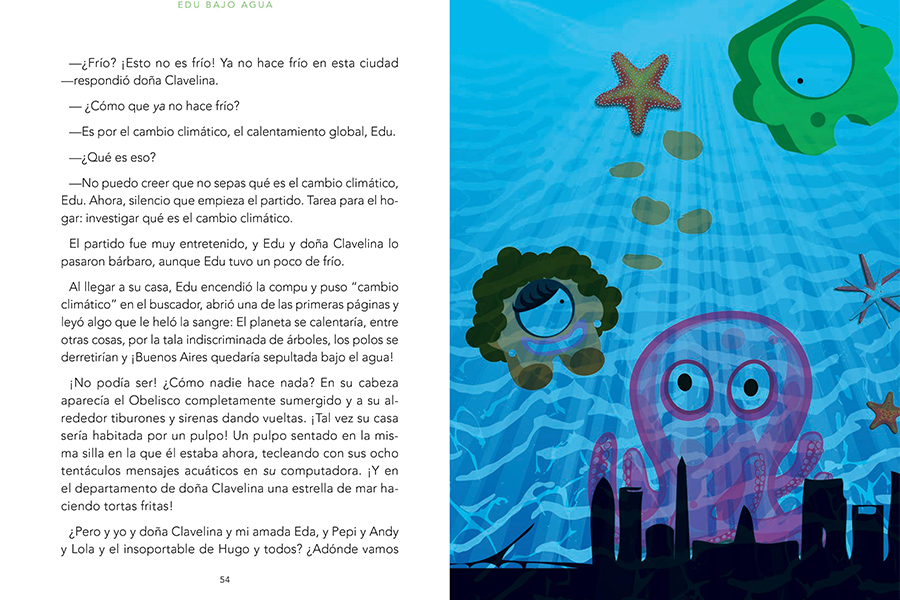 EDU BAJO AGUA
—¿Frío? ¡Esto no es frío! Ya no hace frío en esta ciudad
—respondió doña Clavelina.
— ¿Cómo que ya no hace frío?
—Es por el cambio climático, el calentamiento global, Edu.
—¿Qué es eso?
—No puedo creer que no sepas qué es el cambio climático,
Edu. Ahora, silencio que empieza el partido. Tarea para el ho-
gar: investigar qué es el cambio climático.
El partido fue muy entretenido, y Edu y doña Clavelina lo
pasaron bárbaro, aunque Edu tuvo un poco de frío.
Al llegar a su casa, Edu encendió la compu y puso “cambio
climático” en el buscador, abrió una de las primeras páginas y
leyó algo que le heló la sangre: El planeta se calentaría, entre
otras cosas, por la tala indiscriminada de árboles, los polos se
derretirían y ¡Buenos Aires quedaría sepultada bajo el agua!
¡No podía ser! ¿Cómo nadie hace nada? En su cabeza
aparecía el Obelisco completamente sumergido y a su al-
rededor tiburones y sirenas dando vueltas. ¡Tal vez su casa
sería habitada por un pulpo! Un pulpo sentado en la mis-
ma silla en la que él estaba ahora, tecleando con sus ocho
tentáculos mensajes acuáticos en su computadora. ¡Y en
el departamento de doña Clavelina una estrella de mar ha-
ciendo tortas fritas!
¿Pero y yo y doña Clavelina y mi amada Eda, y Pepi y Andy
y Lola y el insoportable de Hugo y todos? ¿Adónde vamos
54